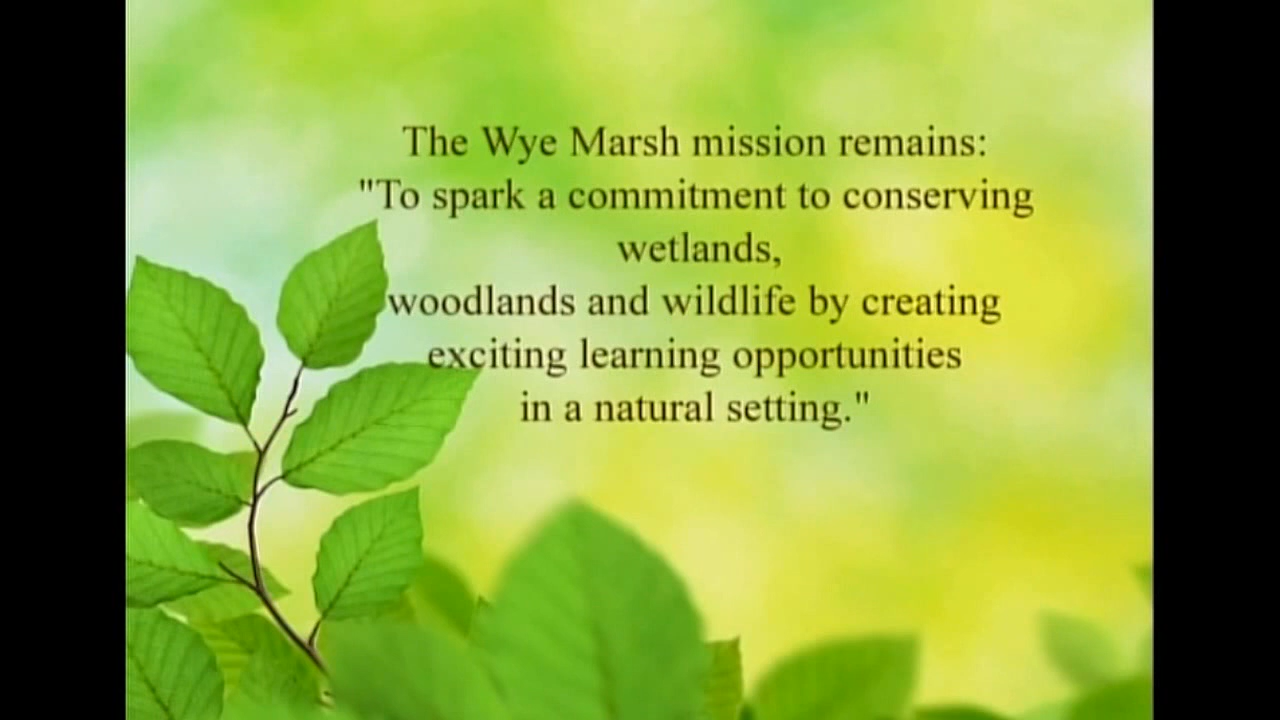 The Wye Marsh mission remains:
"To spark a commitment to conserving
wetlands,
woodlands and wildlife by creating
exciting learning opportunities
in a natural setting."